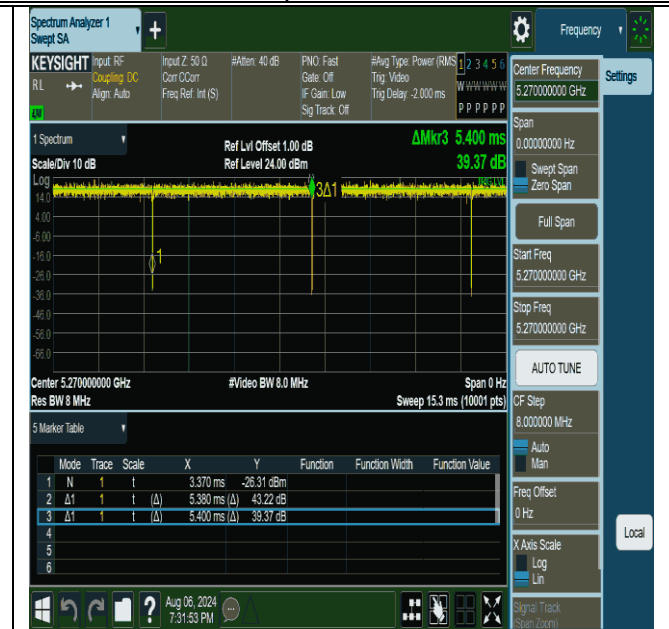 Spectrum Analyzer 1
Swept SA
+
Frequency
KEYSIGHT Input: RF Input Z: 50 Ω #Atten: 40 dB PNO: Fast #Avg Type: Power (RMS) 1 2 3 4 5 6
RL Coupling: DC Corr CCorr Gate: Off Trig: Video W W W W W W
Align: Auto Freq Ref: Int (S) IF Gain: Low Trig Delay: -2.000 ms
Sig Track: Off P P P P P P
Center Frequency
5.270000000 GHz
Settings
1 Spectrum
Ref Lvl Offset 1.00 dB
ΔMkr3 5.400 ms
Scale/Div 10 dB Ref Level 24.00 dBm 39.37 dB
Log
14.0
4.00
-6.00
-16.0
-26.0
-36.0
-46.0
-56.0
-66.0
3Δ1
1
Center 5.270000000 GHz #Video BW 8.0 MHz Span 0 Hz
Res BW 8 MHz Sweep 15.3 ms (10001 pts)
Span
0.00000000 Hz
Swept Span
Zero Span
Full Span
Start Freq
5.270000000 GHz
Stop Freq
5.270000000 GHz
AUTO TUNE
CF Step
8.000000 MHz
Auto
Man
Freq Offset
0 Hz
X Axis Scale
Log
Lin
Signal Track
(Span Zoom)
Local
5 Marker Table
Mode Trace Scale X Y Function Function Width Function Value
1 N 1 t 3.370 ms -26.31 dBm
2 Δ1 1 t (Δ) 5.380 ms (Δ) 43.22 dB
3 Δ1 1 t (Δ) 5.400 ms (Δ) 39.37 dB
4
5
6
?
Aug 06, 2024
7:31:53 PM